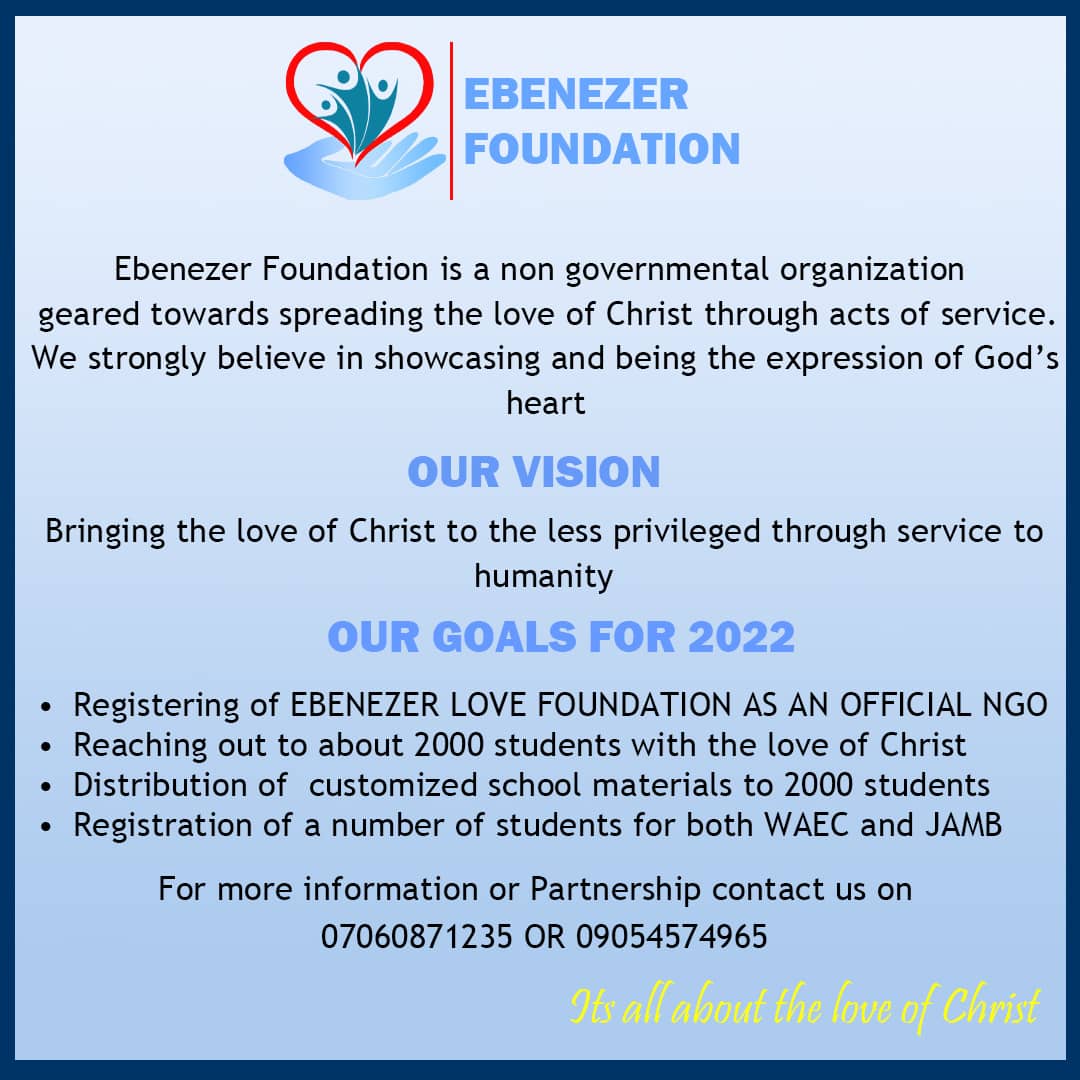 EBENEZER
FOUNDATION
Ebenezer Foundation is a non governmental organization
geared towards spreading the love of Christ through acts of service.
We strongly believe in showcasing and being the expression of God’s
heart
OUR VISION
Bringing the love of Christ to the less privileged through service to
humanity
OUR GOALS FOR 2022
• Registering of EBENEZER LOVE FOUNDATION AS AN OFFICIAL NGO
• Reaching out to about 2000 students with the love of Christ
• Distribution of  customized school materials to 2000 students
• Registration of a number of students for both WAEC and JAMB
For more information or Partnership contact us on
07060871235 OR 09054574965
Its all about the love of Christ